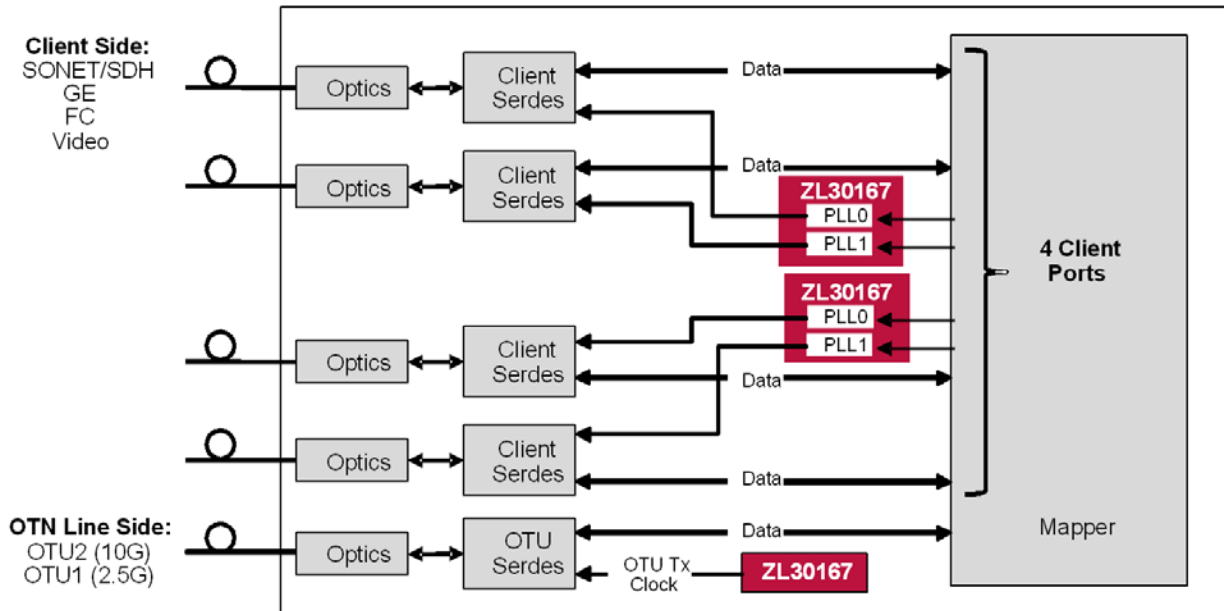 Client Side:
SONET/SDH
GE
FC
Video
Optics
Client
Serdes
Data
Optics
Client
Serdes
Data
ZL30167
PLL0
PLL1
4 Client
Ports
ZL30167
PLL0
PLL1
Optics
Client
Serdes
Data
Optics
Client
Serdes
Data
OTN Line Side:
OTU2 (10G)
OTU1 (2.5G)
Optics
OTU
Serdes
Data
OTU Tx
Clock
ZL30167
Mapper